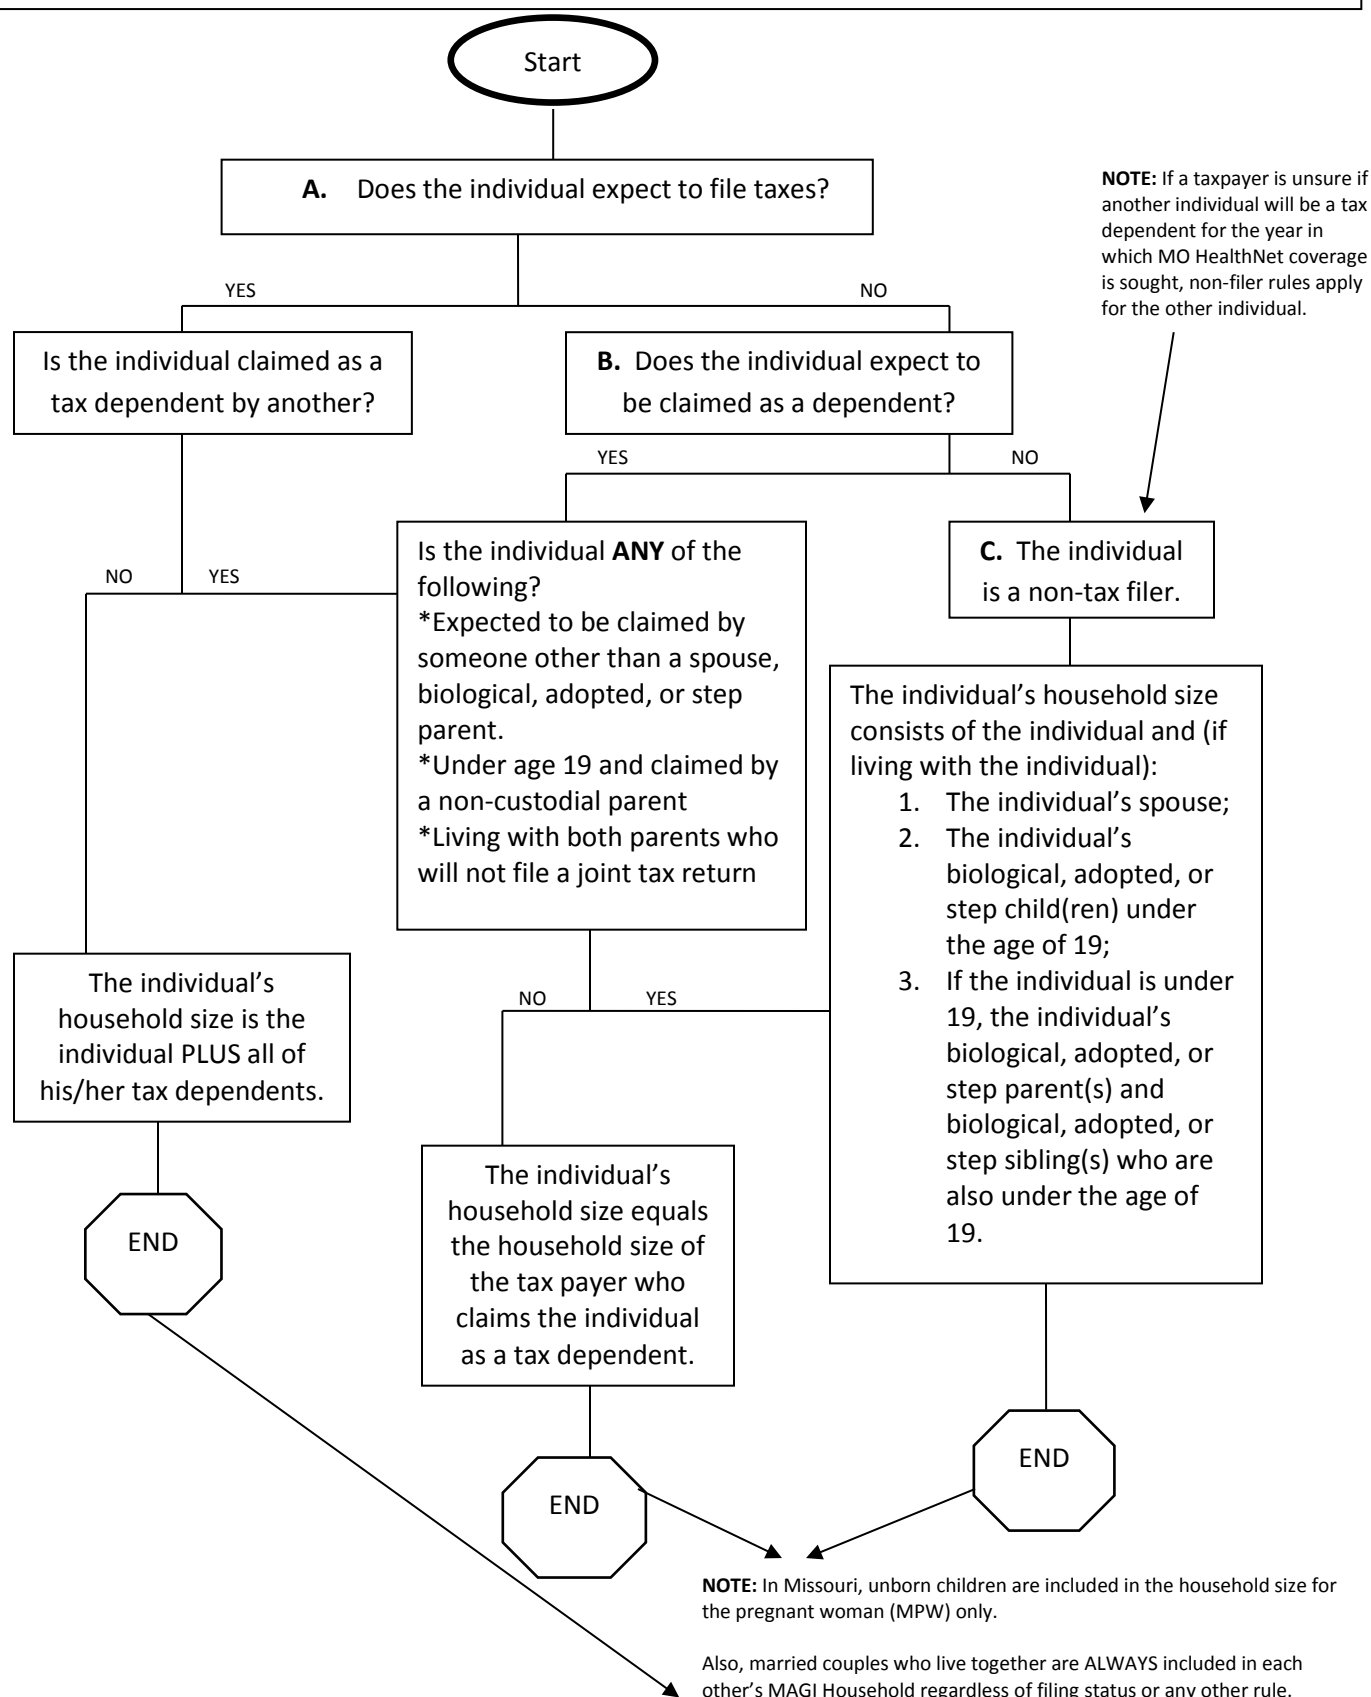 Start
A. Does the individual expect to file taxes?
NOTE: If a taxpayer is unsure if
another individual will be a tax
dependent for the year in
which MO HealthNet coverage
is sought, non-filer rules apply
for the other individual.
YES
NO
Is the individual claimed as a
tax dependent by another?
B. Does the individual expect to
be claimed as a dependent?
YES
NO
NO
YES
Is the individual ANY of the
following?
*Expected to be claimed by
someone other than a spouse,
biological, adopted, or step
parent.
*Under age 19 and claimed by
a non-custodial parent
*Living with both parents who
will not file a joint tax return
C. The individual
is a non-tax filer.
The individual’s household size
consists of the individual and (if
living with the individual):
1. The individual’s spouse;
2. The individual’s
biological, adopted, or
step child(ren) under
the age of 19;
3. If the individual is under
19, the individual’s
biological, adopted, or
step parent(s) and
biological, adopted, or
step sibling(s) who are
also under the age of
19.
The individual’s
household size is the
individual PLUS all of
his/her tax dependents.
NO
YES
The individual’s
household size equals
the household size of
the tax payer who
claims the individual
as a tax dependent.
END
END
END
NOTE: In Missouri, unborn children are included in the household size for
the pregnant woman (MPW) only.
Also, married couples who live together are ALWAYS included in each
other’s MAGI Household regardless of filing status or any other rule.